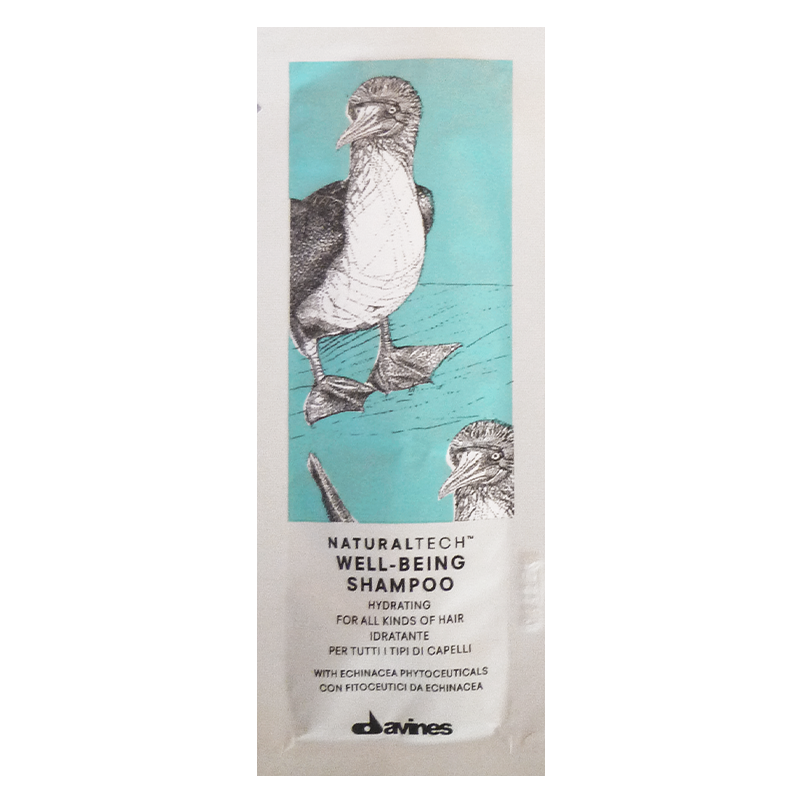 NATURALTECH™
WELL-BEING
SHAMPOO
HYDRATING
FOR ALL KINDS OF HAIR
IDRATANTE
PER TUTTI I TIPI DI CAPELLI
WITH ECHINACEA PHYTOCEUTICALS
CON FITOCEUTICI DA ECHINACEA
davines